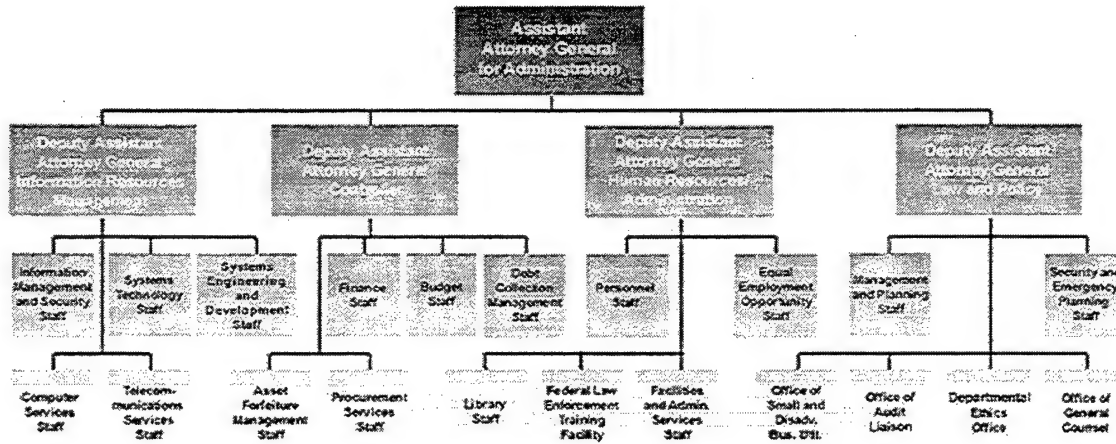 Assistant
Attorney General
for Administration
Deputy Assistant
Attorney General
Information Resources
Management
Deputy Assistant
Attorney General
Controller
Deputy Assistant
Attorney General
Human Resources/
Administration
Deputy Assistant
Attorney General
Law and Policy
Information
Management
and Security
Staff
Systems
Technology
Staff
Systems
Engineering
and
Development
Staff
Finance
Staff
Budget
Staff
Debt
Collection
Management
Staff
Personnel
Staff
Equal
Employment
Opportunity
Staff
Management
and Planning
Staff
Security and
Emergency
Planning
Staff
Computer
Services
Staff
Telecom-
munications
Services
Staff
Asset
Forfeiture
Management
Staff
Procurement
Services
Staff
Library
Staff
Federal Law
Enforcement
Training
Facility
Facilities
and Admin.
Services
Staff
Office of
Small and
Disadv.
Bus. Util.
Office of
Audit
Liaison
Departmental
Ethics
Office
Office of
General
Counsel